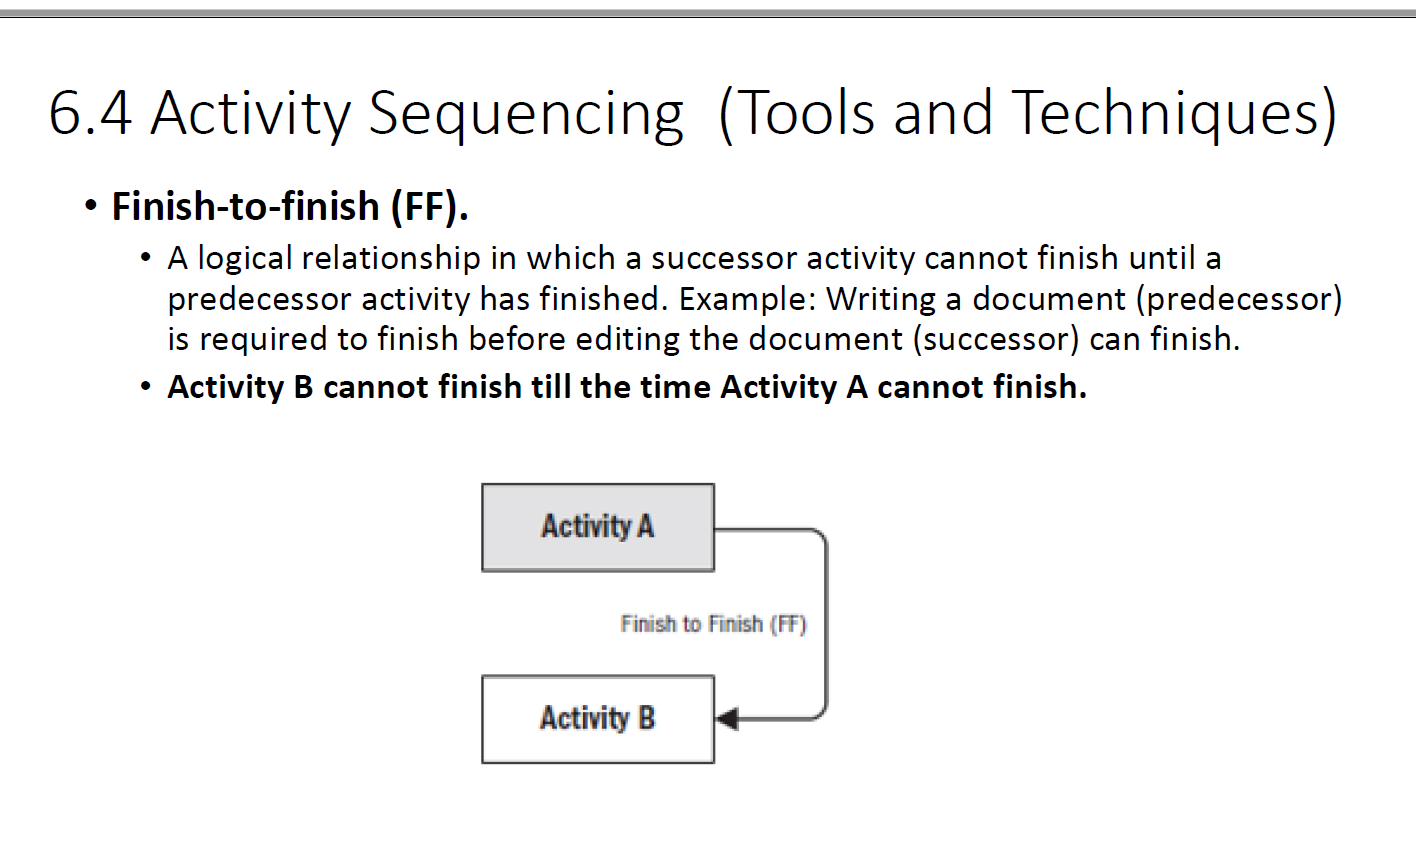 6.4 Activity Sequencing (Tools and Techniques)
• Finish-to-finish (FF).
• A logical relationship in which a successor activity cannot finish until a
predecessor activity has finished. Example: Writing a document (predecessor)
is required to finish before editing the document (successor) can finish.
• Activity B cannot finish till the time Activity A cannot finish.
Activity A
Finish to Finish (FF)
Activity B